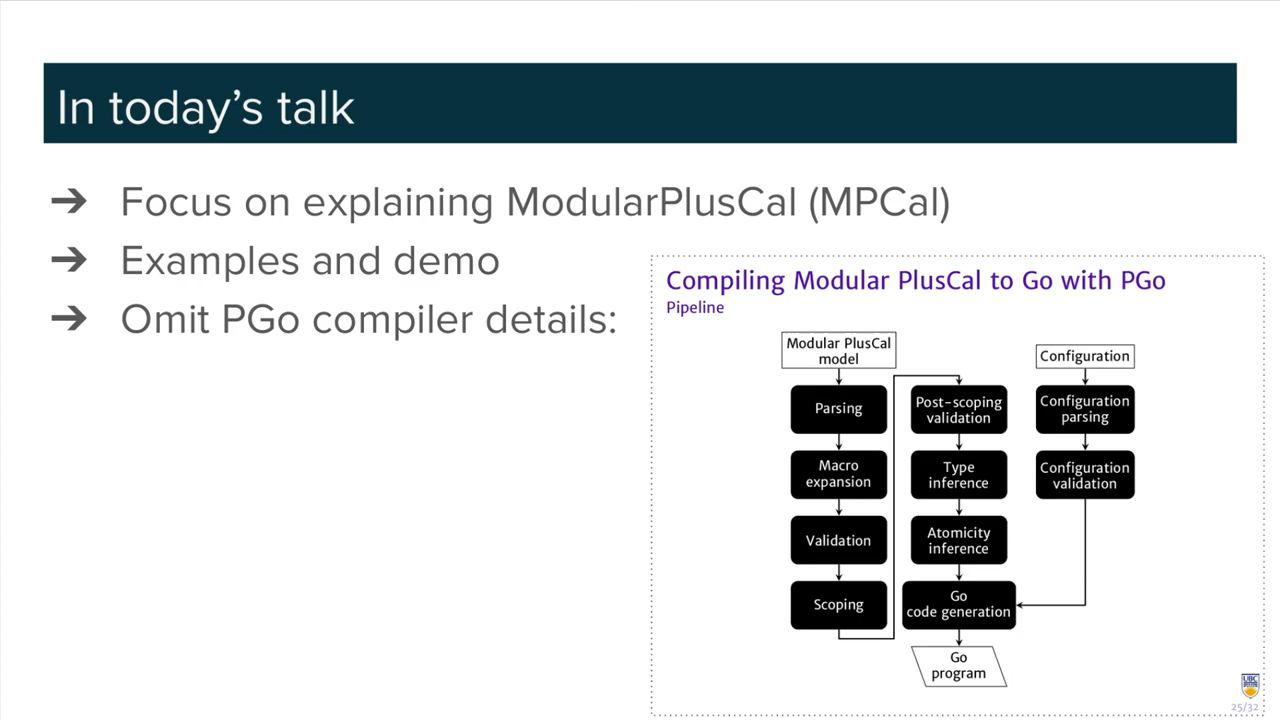 In today’s talk
➔ Focus on explaining ModularPlusCal (MPCal)
➔ Examples and demo
➔ Omit PGo compiler details:
Compiling Modular PlusCal to Go with PGo
Pipeline
Modular PlusCal
model
Parsing
Macro
expansion
Validation
Scoping
Post-scoping
validation
Type
inference
Atomicity
inference
Go
code generation
Go
program
Configuration
Configuration
parsing
Configuration
validation
UBC
25/32